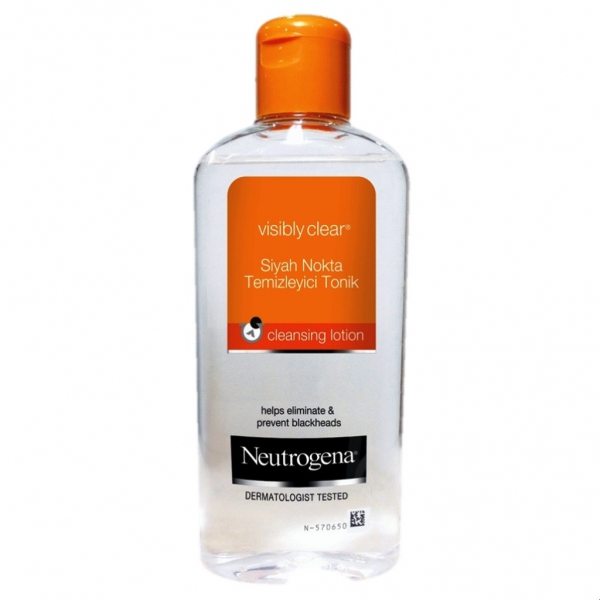 visibly clear®
Siyah Nokta
Temizleyici Tonik
cleansing lotion
helps eliminate &
prevent blackheads
Neutrogena®
DERMATOLOGIST TESTED
N-570650